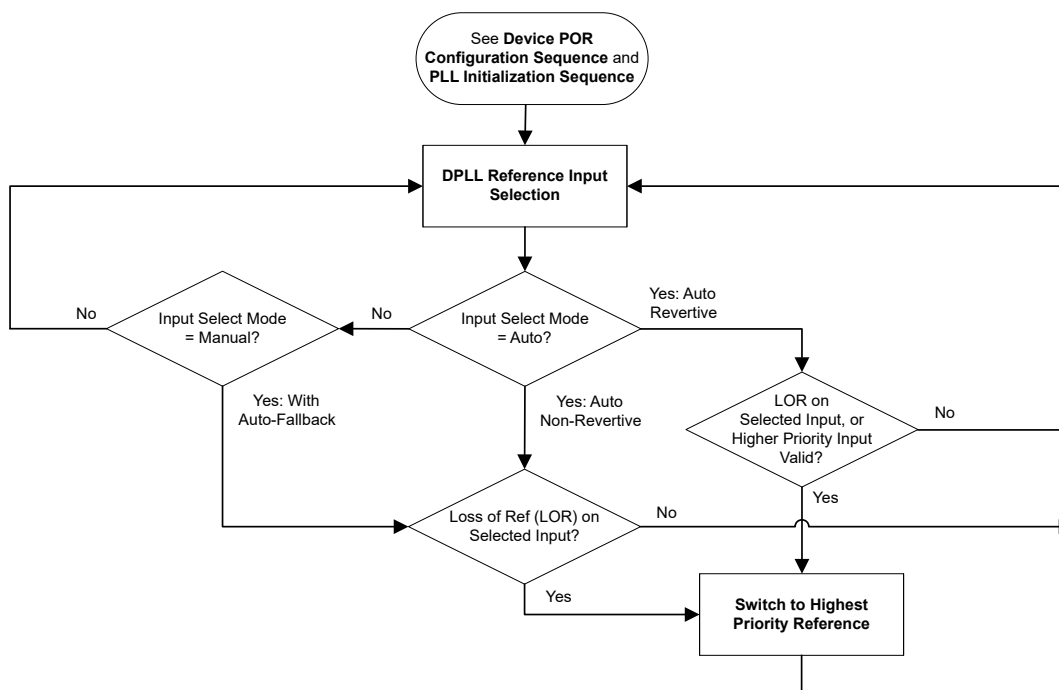 See Device POR
Configuration Sequence and
PLL Initialization Sequence
DPLL Reference Input
Selection
No
Input Select Mode
= Manual?
No
Input Select Mode
= Auto?
Yes: Auto
Revertive
Yes: With
Auto-Fallback
Yes: Auto
Non-Revertive
LOR on
Selected Input, or
Higher Priority Input
Valid?
No
Yes
Loss of Ref (LOR) on
Selected Input?
No
Yes
Switch to Highest
Priority Reference